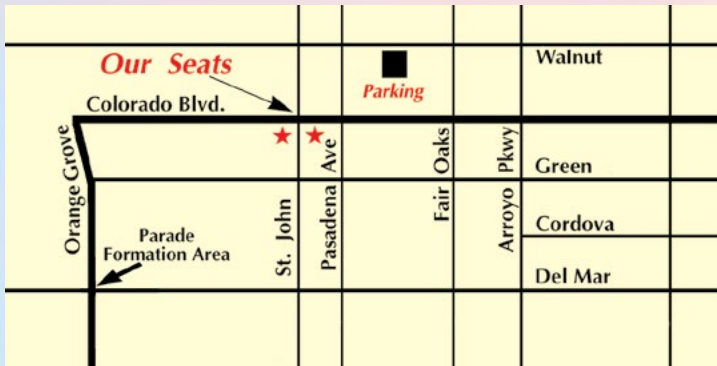 Walnut
Our Seats
Parking
Colorado Blvd.
Orange Grove
St. John
Pasadena Ave
Fair Oaks
Arroyo Pkwy
Green
Cordova
Parade
Formation Area
Del Mar